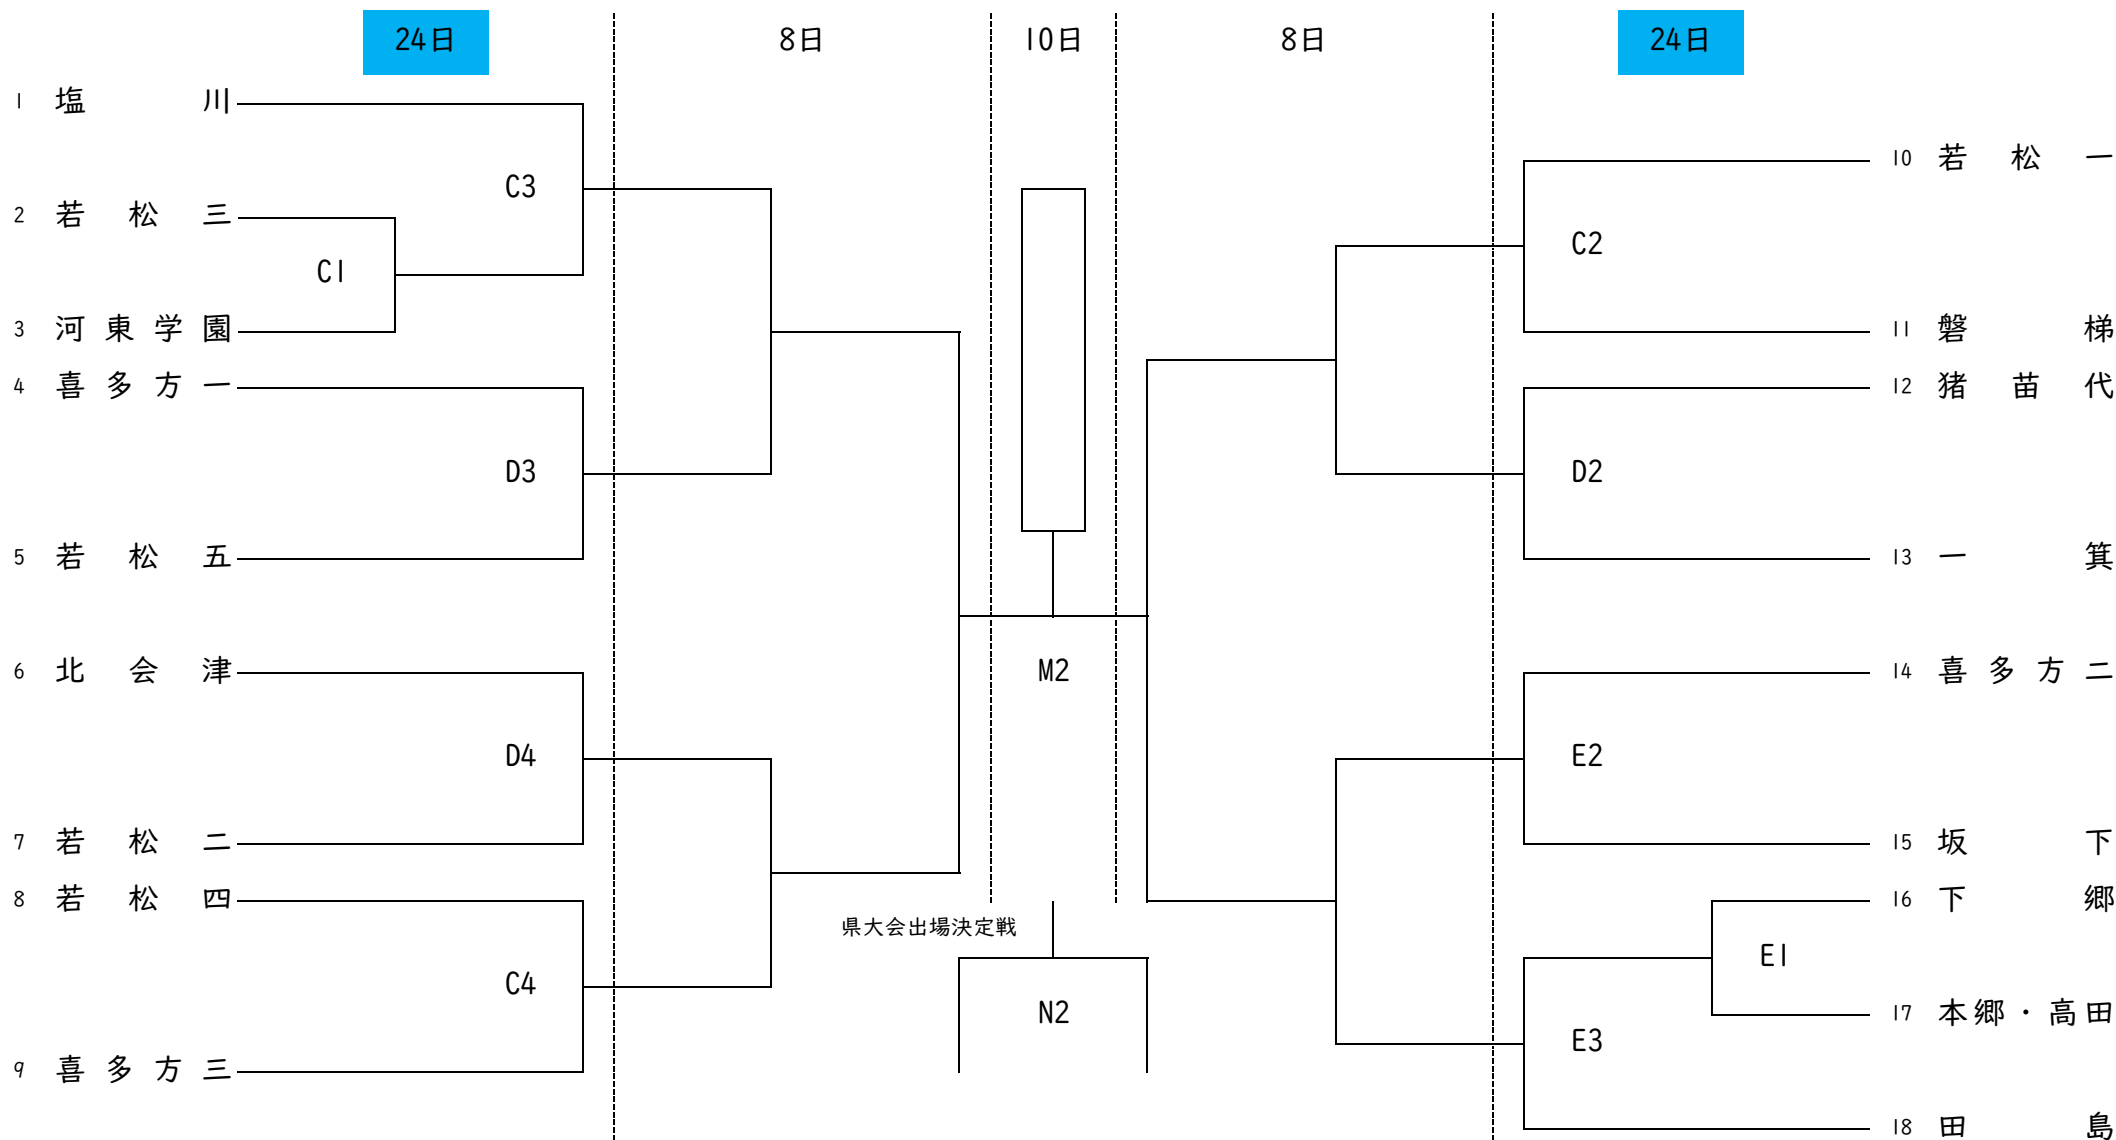 24日 8日 10日 8日 24日
1 塩川
2 若松三
3 河東学園
4 喜多方一
5 若松五
6 北会津
7 若松二
8 若松四
9 喜多方三
C1
C3
D3
D4
C4
M2
県大会出場決定戦
N2
C2
D2
E2
E1
E3
10 若松一
11 磐梯
12 猪苗代
13 一箕
14 喜多方二
15 坂下
16 下郷
17 本郷・高田
18 田島